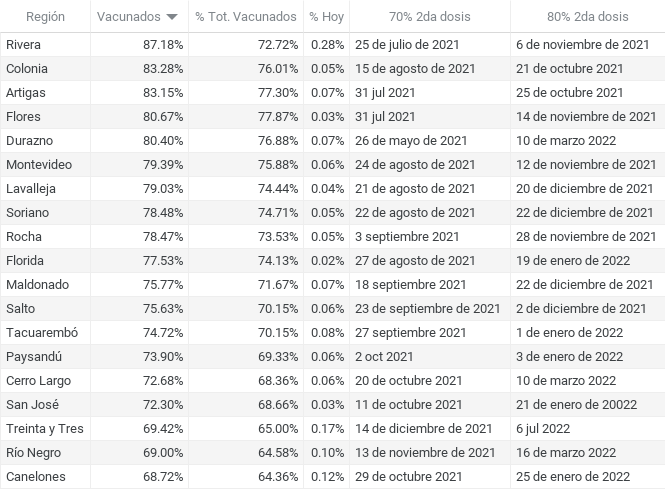 Región Vacunados % Tot. Vacunados % Hoy 70% 2da dosis 80% 2da dosis
Rivera 87.18% 72.72% 0.28% 25 de julio de 2021 6 de noviembre de 2021
Colonia 83.28% 76.01% 0.05% 15 de agosto de 2021 21 de octubre 2021
Artigas 83.15% 77.30% 0.07% 31 jul 2021 25 de octubre 2021
Flores 80.67% 77.87% 0.03% 31 jul 2021 14 de noviembre de 2021
Durazno 80.40% 76.88% 0.07% 26 de mayo de 2021 10 de marzo 2022
Montevideo 79.39% 75.88% 0.06% 24 de agosto de 2021 12 de noviembre de 2021
Lavalleja 79.03% 74.44% 0.04% 21 de agosto de 2021 20 de diciembre de 2021
Soriano 78.48% 74.71% 0.05% 22 de agosto de 2021 22 de diciembre de 2021
Rocha 78.47% 73.53% 0.05% 3 septiembre 2021 28 de noviembre de 2021
Florida 77.53% 74.13% 0.02% 27 de agosto de 2021 19 de enero de 2022
Maldonado 75.77% 71.67% 0.07% 18 septiembre 2021 22 de diciembre de 2021
Salto 75.63% 70.15% 0.06% 23 de septiembre de 2021 2 de diciembre de 2021
Tacuarembó 74.72% 70.15% 0.08% 27 septiembre 2021 1 de enero de 2022
Paysandú 73.90% 69.33% 0.06% 2 oct 2021 3 de enero de 2022
Cerro Largo 72.68% 68.36% 0.06% 20 de octubre 2021 10 de marzo 2022
San José 72.30% 68.66% 0.03% 11 de octubre 2021 21 de enero de 20022
Treinta y Tres 69.42% 65.00% 0.17% 14 de diciembre de 2021 6 jul 2022
Río Negro 69.00% 64.58% 0.10% 13 de noviembre de 2021 16 de marzo de 2022
Canelones 68.72% 64.36% 0.12% 29 de octubre 2021 25 de enero de 2022